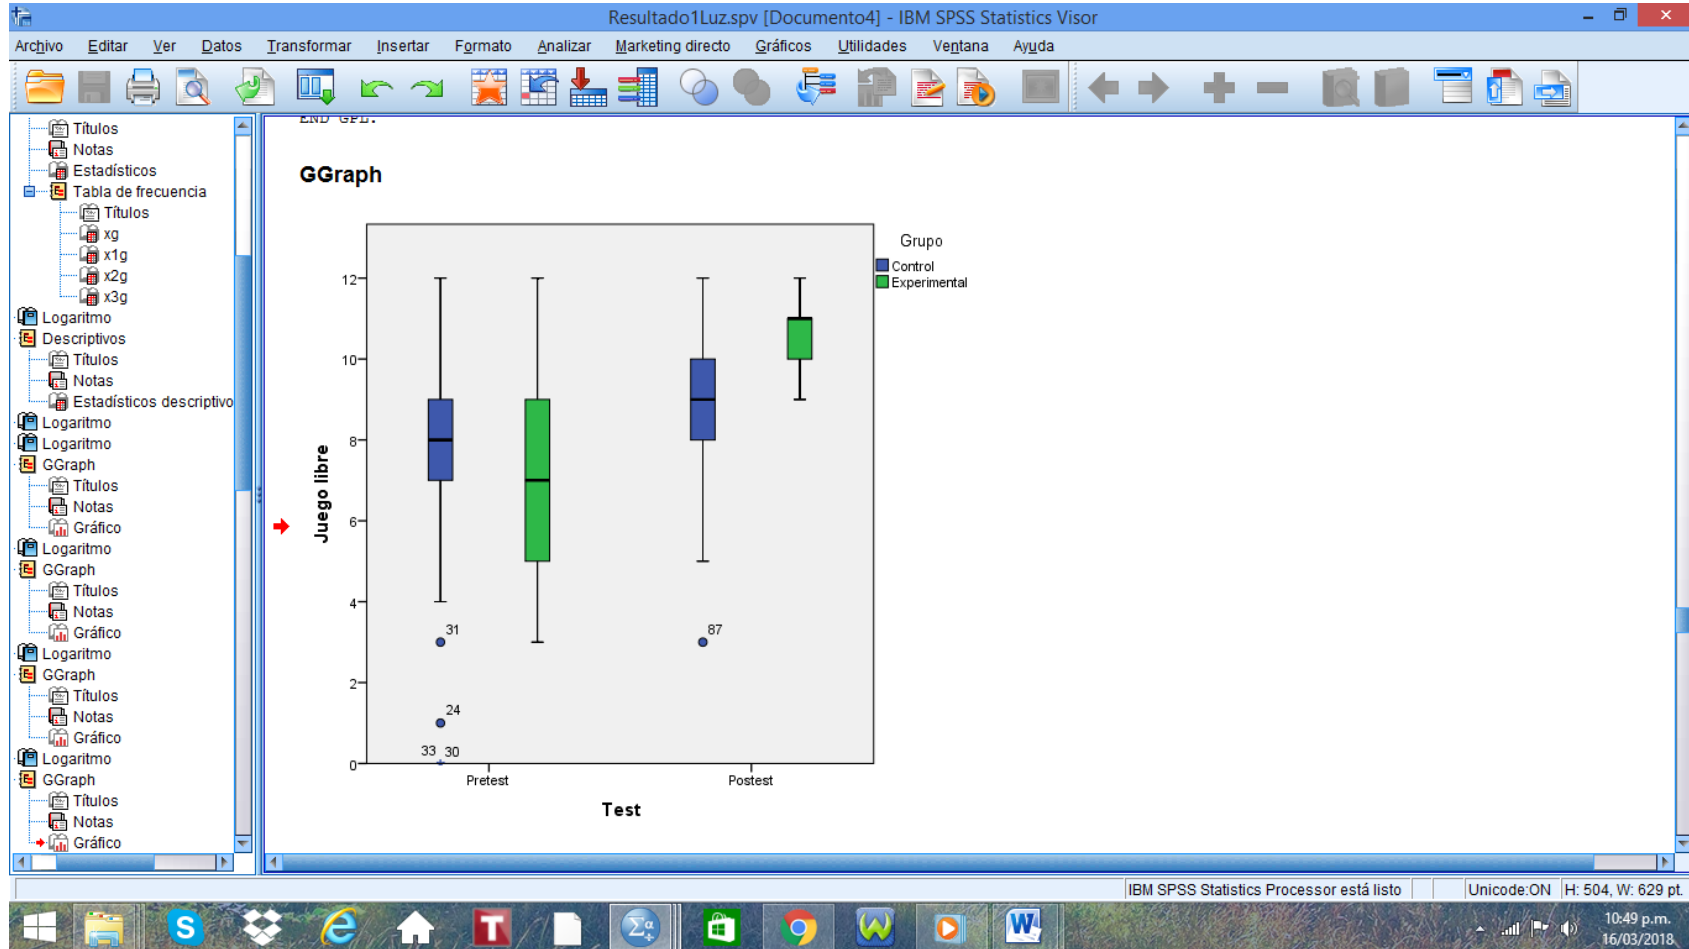 Resultado1Luz.spv [Documento4] - IBM SPSS Statistics Visor
Archivo Editar Ver Datos Transformar Insertar Formato Analizar Marketing directo Gráficos Utilidades Ventana Ayuda
Títulos
Notas
Estadísticos
Tabla de frecuencia
Títulos
xg
x1g
x2g
x3g
Logaritmo
Descriptivos
Títulos
Notas
Estadísticos descriptivo
Logaritmo
Logaritmo
GGraph
Títulos
Notas
Gráfico
Logaritmo
GGraph
Títulos
Notas
Gráfico
Logaritmo
GGraph
Títulos
Notas
Gráfico
Logaritmo
GGraph
Títulos
Notas
Gráfico
END GPL.
GGraph
Grupo
Control
Experimental
Juego libre
12
10
8
6
4
2
0
31
24
33 30
87
Pretest Postest
Test
IBM SPSS Statistics Processor está listo Unicode:ON H: 504, W: 629 pt.
10:49 p.m.
16/03/2018